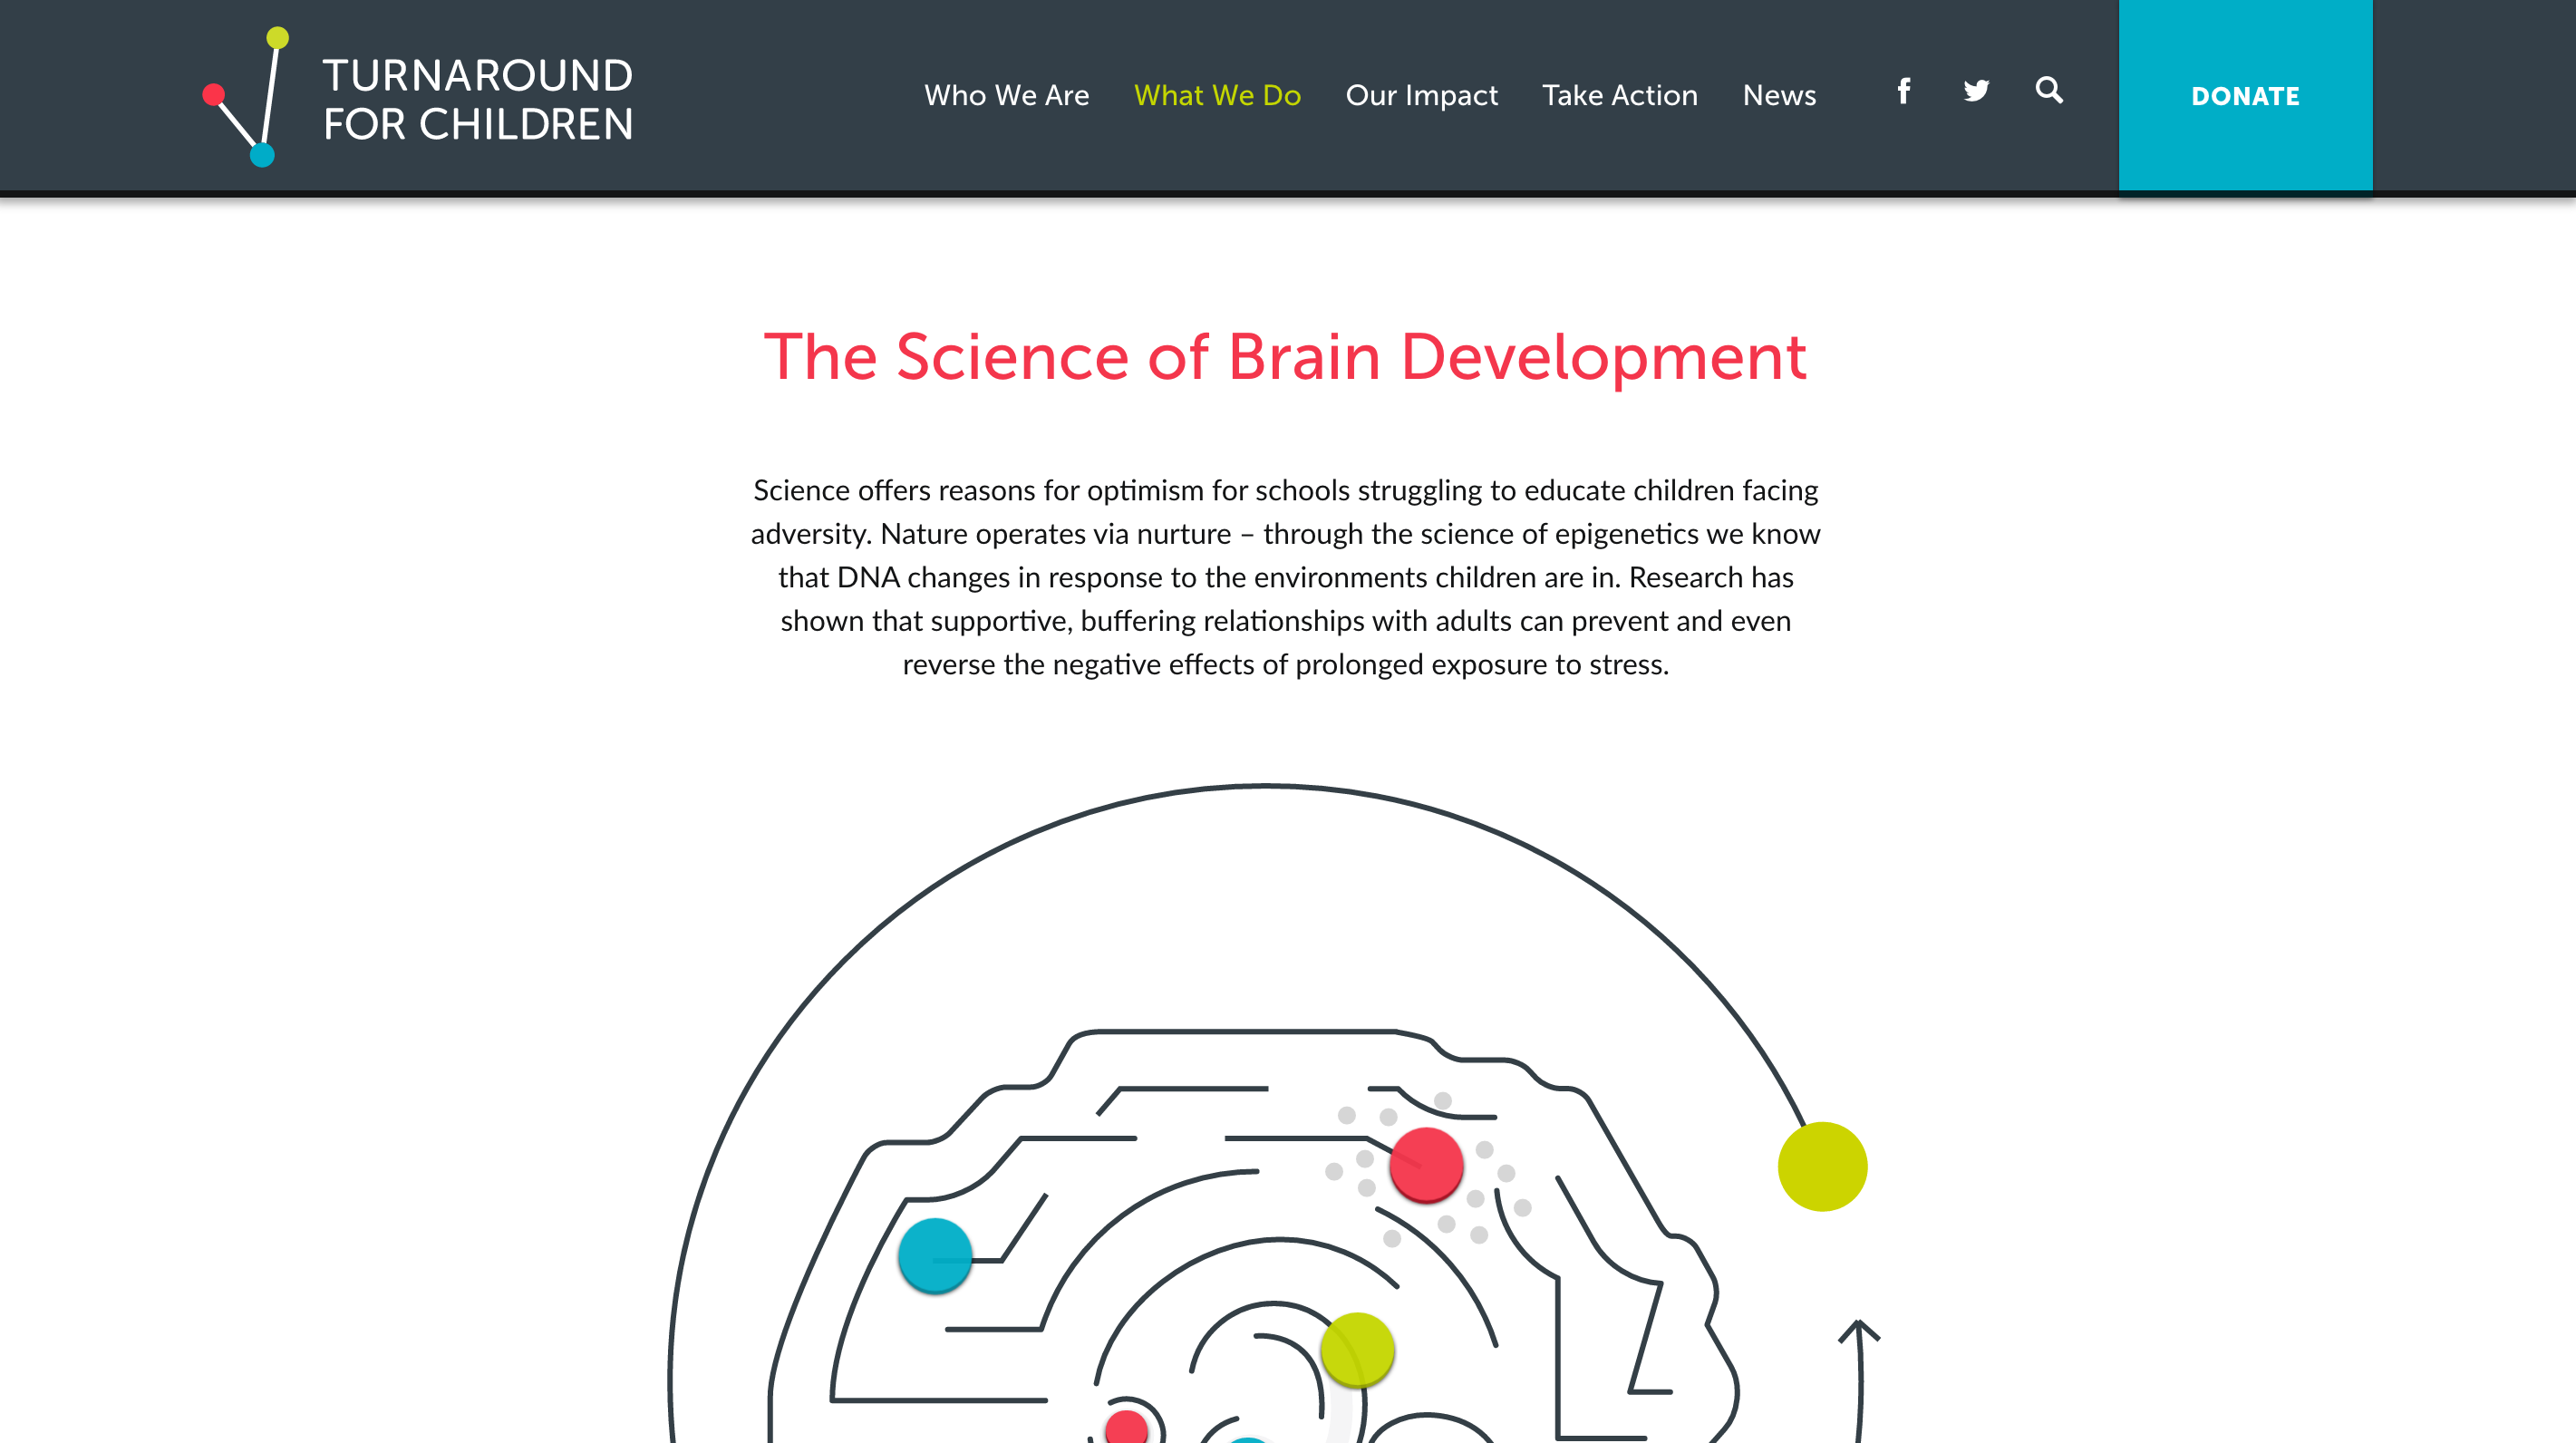 TURNAROUND
FOR CHILDREN
Who We Are
What We Do
Our Impact
Take Action
News
DONATE
The Science of Brain Development
Science offers reasons for optimism for schools struggling to educate children facing
adversity. Nature operates via nurture – through the science of epigenetics we know
that DNA changes in response to the environments children are in. Research has
shown that supportive, buffering relationships with adults can prevent and even
reverse the negative effects of prolonged exposure to stress.